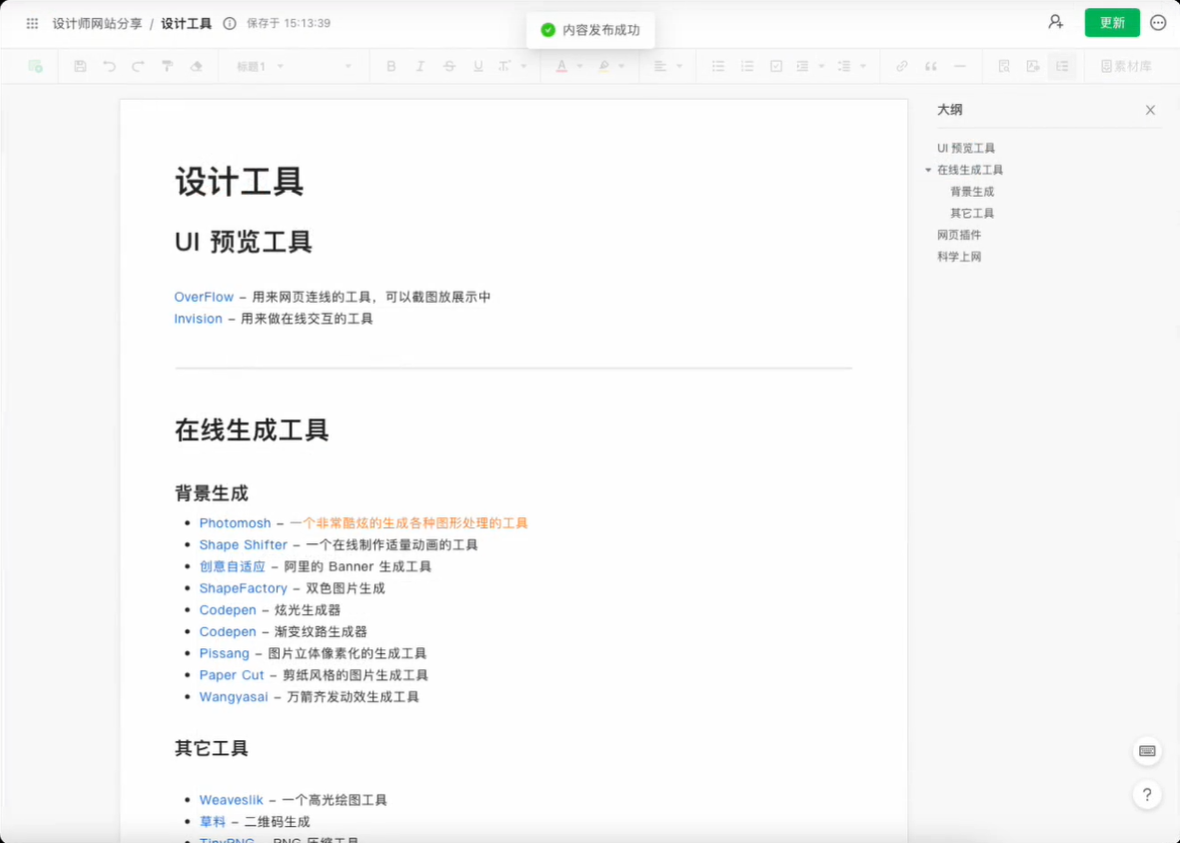 设计师网站分享 / 设计工具 保存于 15:13:39
内容发布成功
更新
标题1
素材库
设计工具
UI 预览工具
OverFlow – 用来网页连线的工具，可以截图放展示中
Invision – 用来做在线交互的工具
在线生成工具
背景生成
Photomosh – 一个非常酷炫的生成各种图形处理的工具
Shape Shifter – 一个在线制作适量动画的工具
创意自适应 – 阿里的 Banner 生成工具
ShapeFactory – 双色图片生成
Codepen – 炫光生成器
Codepen – 渐变纹路生成器
Pissang – 图片立体像素化的生成工具
Paper Cut – 剪纸风格的图片生成工具
Wangyasai – 万箭齐发动效生成工具
其它工具
Weaveslik – 一个高光绘图工具
草料 – 二维码生成
TinyPNG – PNG 压缩工具
大纲
UI 预览工具
在线生成工具
背景生成
其它工具
网页插件
科学上网